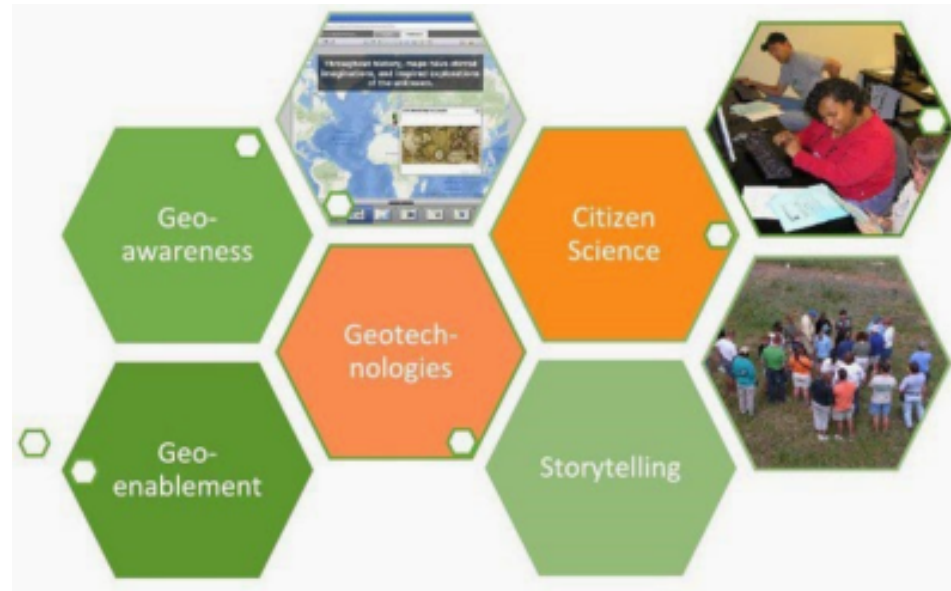 Throughout history, maps have stirred
imaginations, and inspired explorations
of the unknown.
Geo-
awareness
Citizen
Science
Geotech-
nologies
Geo-
enablement
Storytelling